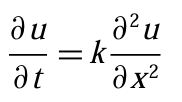 ∂u/∂t = k ∂²u/∂x²